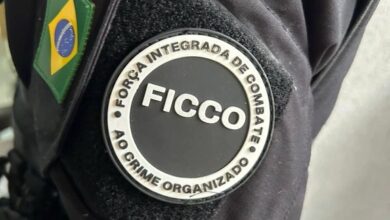 FORÇA INTEGRADA DE COMBATE
FICCO
AO CRIME ORGANIZADO